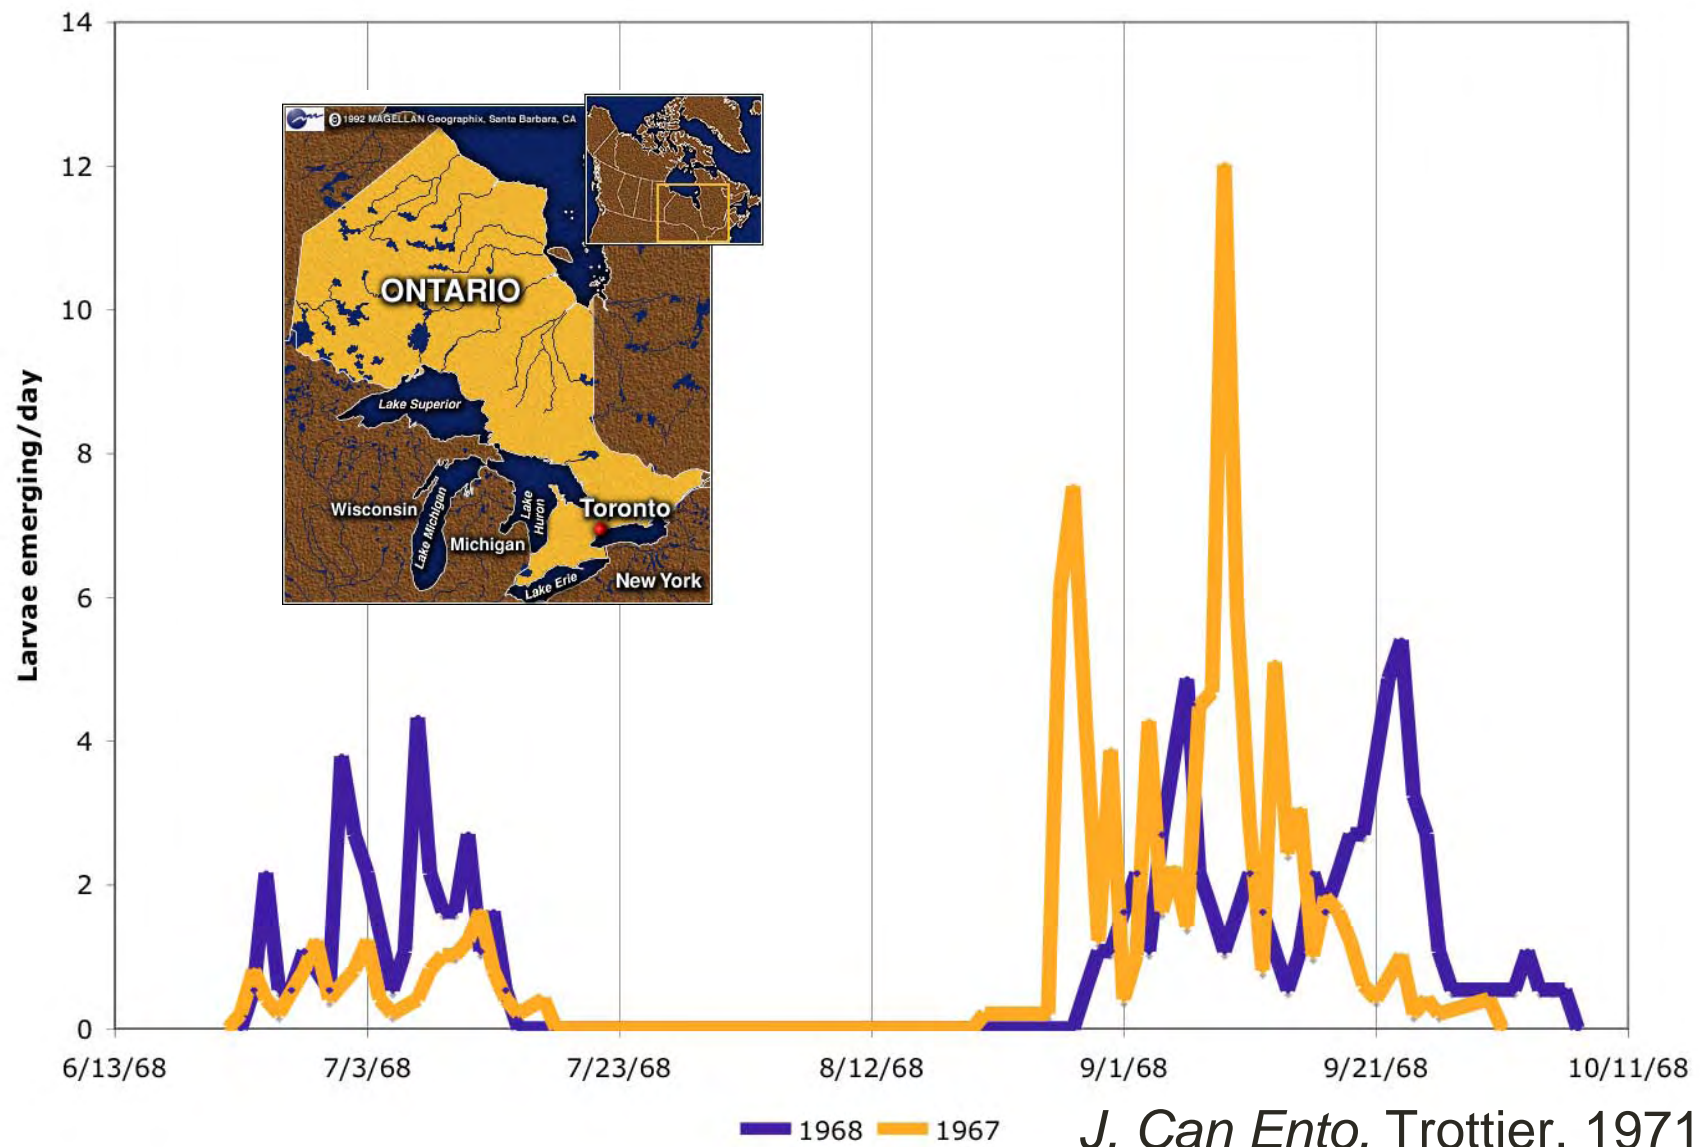 14
12
10
8
6
4
2
0
Larvae emerging/day
© 1992 MAGELLAN Geographix, Santa Barbara, CA
ONTARIO
Lake Superior
Wisconsin
Lake Michigan
Lake
Huron
Michigan
Toronto
Lake Erie
New York
6/13/68 7/3/68 7/23/68 8/12/68 9/1/68 9/21/68 10/11/68
1968 1967
J. Can Ento. Trottier. 1971